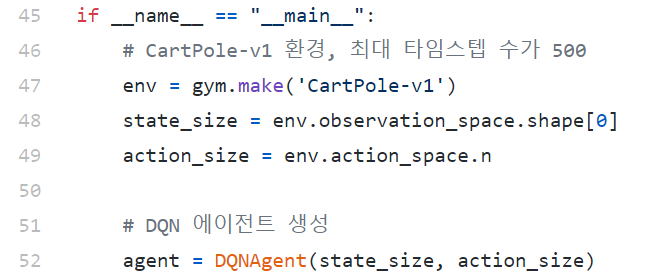 45 if __name__ == "__main__":
46 # CartPole-v1 환경, 최대 타임스텝 수가 500
47 env = gym.make('CartPole-v1')
48 state_size = env.observation_space.shape[0]
49 action_size = env.action_space.n
50
51 # DQN 에이전트 생성
52 agent = DQNAgent(state_size, action_size)